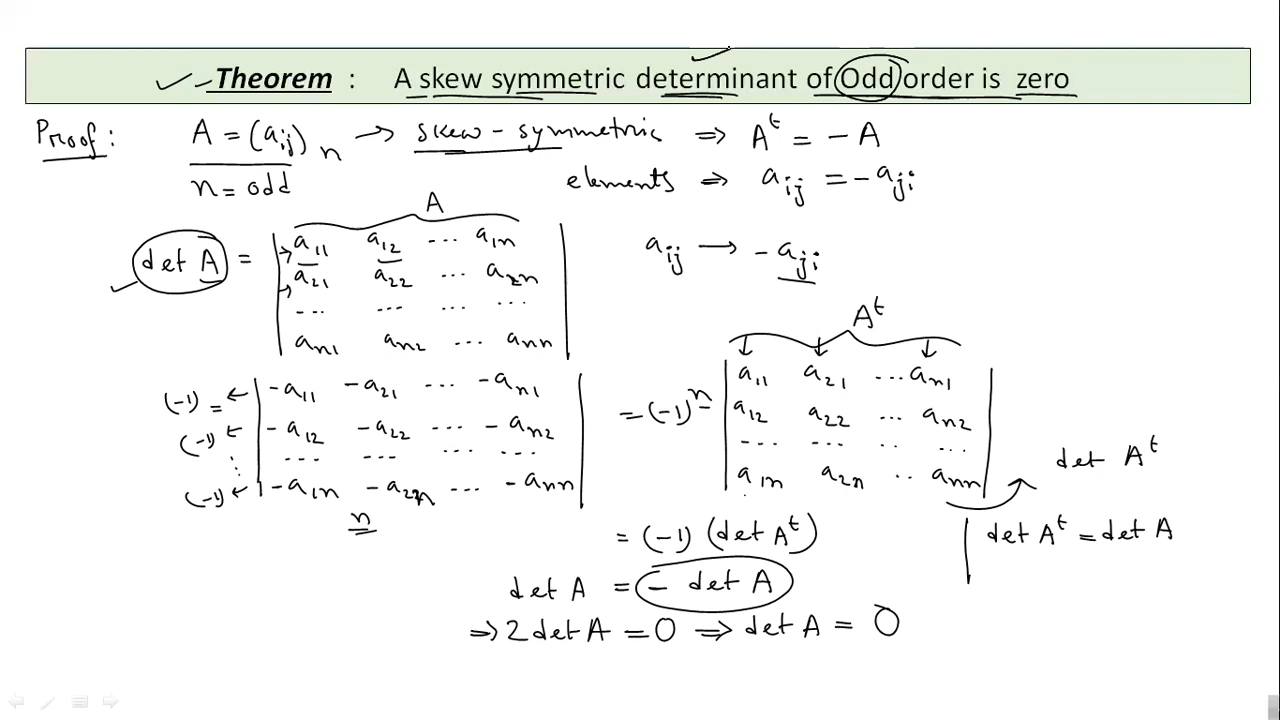 Theorem : A skew symmetric determinant of Odd order is zero
Proof : A = (aij)n → skew - symmetric ⇒ A^t = - A
n = odd
elements ⇒ aij = - aji
A
det A = | a11 a12 ... a1n |
| a21 a22 ... a2n |
| ... ... ... ... |
| an1 an2 ... ann |
aij → - aji
(-1) = ← | -a11 -a21 ... -an1 |
(-1) ← | -a12 -a22 ... -an2 |
⋮ | ... ... ... ... |
(-1) ← | -a1n -a2n ... -ann |
n
A^t
= (-1)^n | a11 a21 ... an1 |
| a12 a22 ... an2 |
| ... ... .. ... |
| a1n a2n .. ann |
det A^t
= (-1) (det A^t)
det A^t = det A
det A = - det A
⇒ 2 det A = 0 ⇒ det A = 0